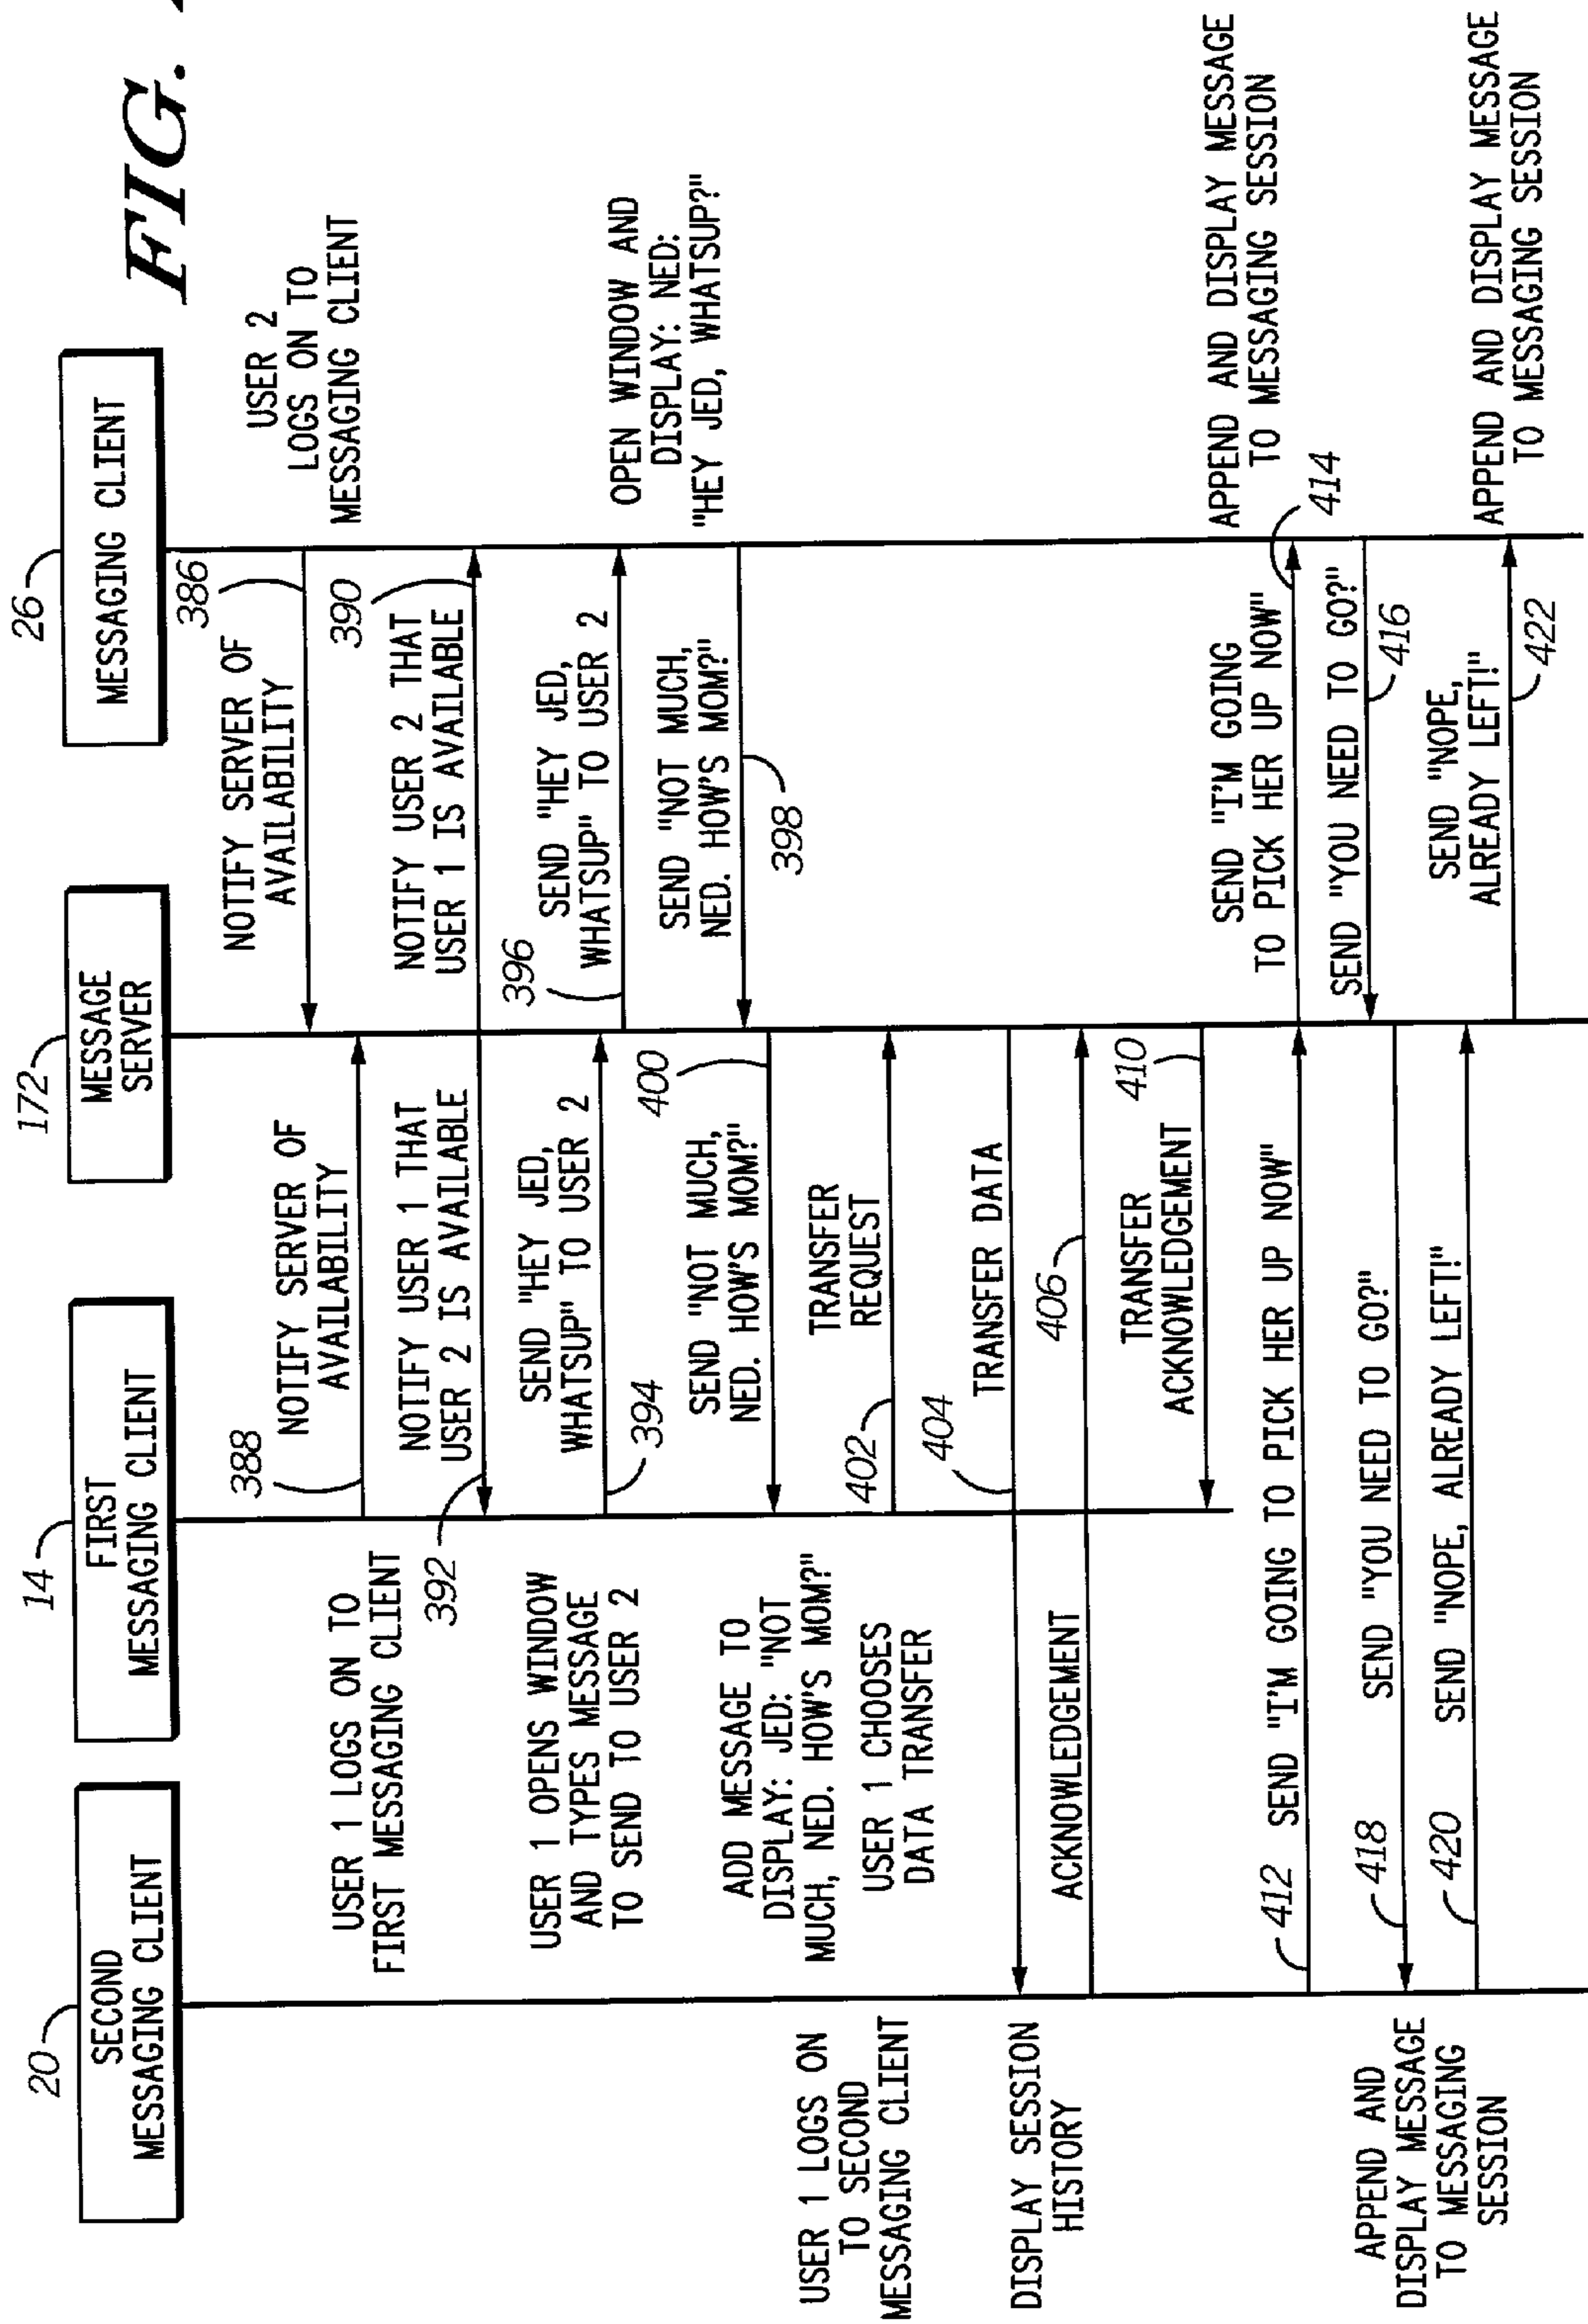 FIG.
20
SECOND
MESSAGING CLIENT
14
FIRST
MESSAGING CLIENT
172
MESSAGE
SERVER
26
MESSAGING CLIENT
386
NOTIFY SERVER OF
AVAILABILITY
USER 2
LOGS ON TO
MESSAGING CLIENT
USER 1 LOGS ON TO
FIRST MESSAGING CLIENT
388
NOTIFY SERVER OF
AVAILABILITY
390
NOTIFY USER 2 THAT
USER 1 IS AVAILABLE
392
NOTIFY USER 1 THAT
USER 2 IS AVAILABLE
USER 1 OPENS WINDOW
AND TYPES MESSAGE
TO SEND TO USER 2
SEND "HEY JED,
WHATSUP" TO USER 2
394
396
SEND "HEY JED,
WHATSUP" TO USER 2
OPEN WINDOW AND
DISPLAY: NED:
"HEY JED, WHATSUP?"
SEND "NOT MUCH,
NED. HOW'S MOM?"
398
400
SEND "NOT MUCH,
NED. HOW'S MOM?"
ADD MESSAGE TO
DISPLAY: JED: "NOT
MUCH, NED. HOW'S MOM?"
USER 1 LOGS ON
TO SECOND
MESSAGING CLIENT
USER 1 CHOOSES
DATA TRANSFER
TRANSFER
REQUEST
402
404
TRANSFER DATA
DISPLAY SESSION
HISTORY
ACKNOWLEDGEMENT
406
410
TRANSFER
ACKNOWLEDGEMENT
412
SEND "I'M GOING TO PICK HER UP NOW"
SEND "I'M GOING
TO PICK HER UP NOW"
414
APPEND AND DISPLAY MESSAGE
TO MESSAGING SESSION
SEND "YOU NEED TO GO?"
416
418
SEND "YOU NEED TO GO?"
APPEND AND
DISPLAY MESSAGE
TO MESSAGING
SESSION
420
SEND "NOPE, ALREADY LEFT!"
SEND "NOPE,
ALREADY LEFT!"
422
APPEND AND DISPLAY MESSAGE
TO MESSAGING SESSION